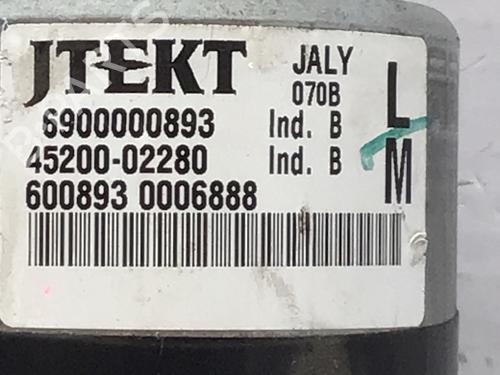 JTEKT JALY
070B L
6900000893 Ind. B
45200-02280 Ind. B M
600893 0006888